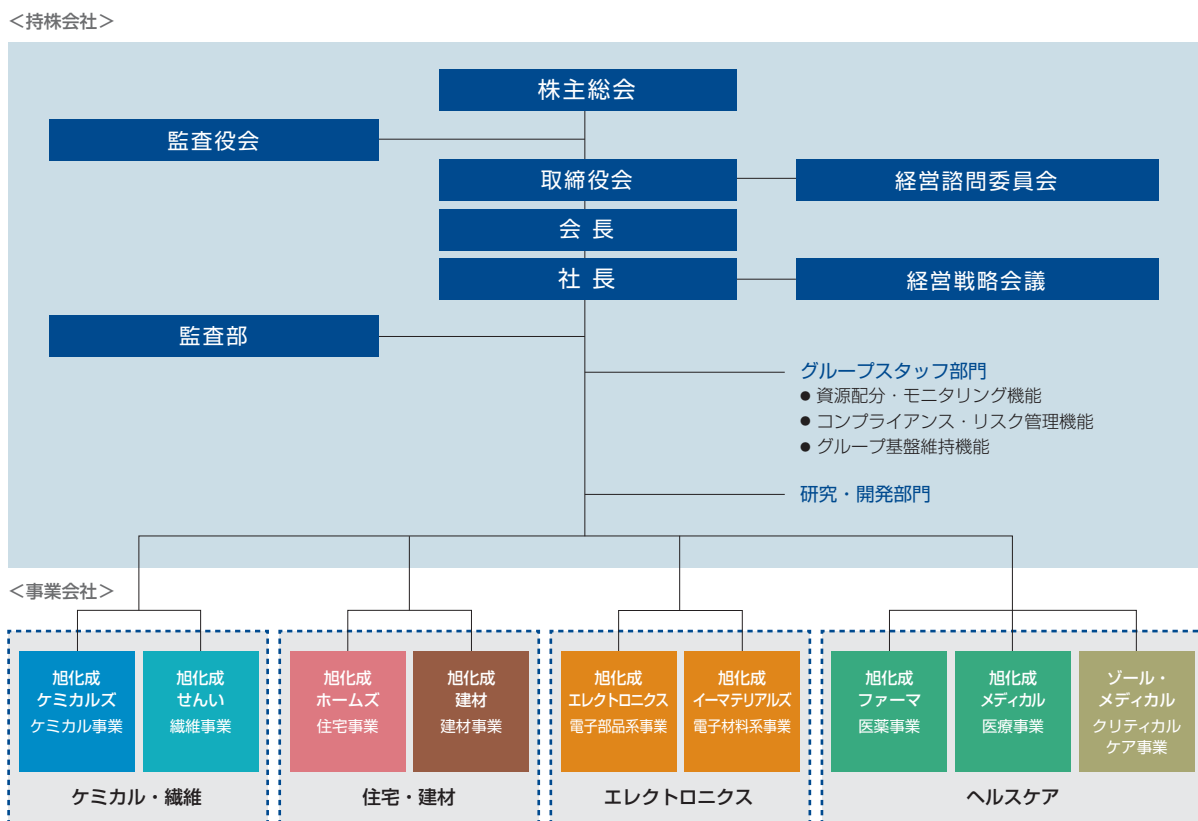 ＜持株会社＞
株主総会
監査役会
取締役会
経営諮問委員会
会 長
社 長
経営戦略会議
監査部
グループスタッフ部門
● 資源配分・モニタリング機能
● コンプライアンス・リスク管理機能
● グループ基盤維持機能
研究・開発部門
＜事業会社＞
旭化成
ケミカルズ
ケミカル事業
旭化成
せんい
繊維事業
ケミカル・繊維
旭化成
ホームズ
住宅事業
旭化成
建材
建材事業
住宅・建材
旭化成
エレクトロニクス
電子部品系事業
旭化成
イーマテリアルズ
電子材料系事業
エレクトロニクス
旭化成
ファーマ
医薬事業
旭化成
メディカル
医療事業
ゾール・
メディカル
クリティカル
ケア事業
ヘルスケア